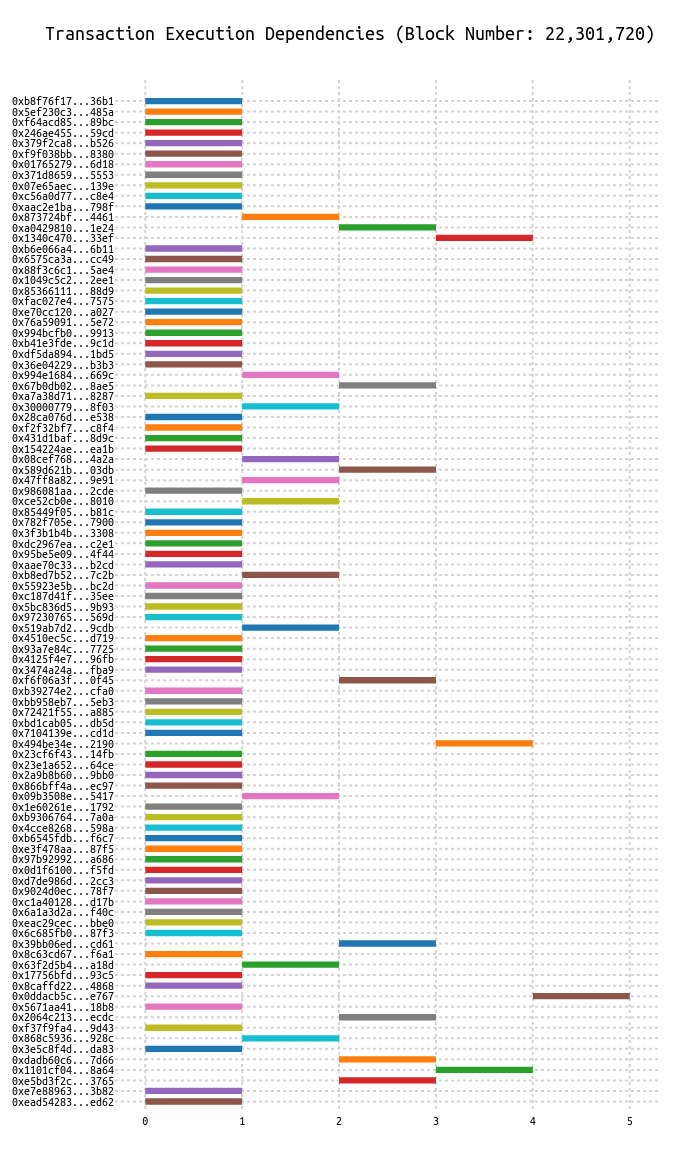 Transaction Execution Dependencies (Block Number: 22,301,720)
0xb8f76f17...36b1
0x5ef230c3...485a
0xf64acd85...89bc
0x246ae455...59cd
0x379f2ca8...b526
0xf9f038bb...8380
0x01765279...6d18
0x371d8659...5553
0x07e65aec...139e
0xc56a0d77...c8e4
0xaac2e1ba...798f
0x873724bf...4461
0xa0429810...1e24
0x1340c470...33ef
0xb6e066a4...6b11
0x6575ca3a...cc49
0x88f3c6c1...5ae4
0x1049c5c2...2ee1
0x85366111...88d9
0xfac027e4...7575
0xe70cc120...a027
0x76a59091...5e72
0x994bcfb0...9913
0xb41e3fde...9c1d
0xdf5da894...1bd5
0x36e04229...b3b3
0x994e1684...669c
0x67b0db02...8ae5
0xa7a38d71...8287
0x30000779...8f03
0x28ca076d...e538
0xf2f32bf7...c8f4
0x431d1baf...8d9c
0x154224ae...ea1b
0x08cef768...4a2a
0x589d621b...03db
0x47ff8a82...9e91
0x986081aa...2cde
0xce52cb0e...8010
0x85449f05...b81c
0x782f705e...7900
0x3f3b1b4b...3308
0xdc2967ea...c2e1
0x95be5e09...4f44
0xaae70c33...b2cd
0xb8ed7b52...7c2b
0x55923e5b...bc2d
0xc187d41f...35ee
0x5bc836d5...9b93
0x97230765...569d
0x519ab7d2...9cdb
0x4510ec5c...d719
0x93a7e84c...7725
0x4125f4e7...96fb
0x3474a24a...fba9
0xf6f06a3f...0f45
0xb39274e2...cfa0
0xbb958eb7...5eb3
0x72421f55...a885
0xbd1cab05...db5d
0x7104139e...cd1d
0x494be34e...2190
0x23cf6f43...14fb
0x23e1a652...64ce
0x2a9b8b60...9bb0
0x866bff4a...ec97
0x09b3508e...5417
0x1e60261e...1792
0xb9306764...7a0a
0x4cce8268...598a
0xb6545fdb...f6c7
0xe3f478aa...87f5
0x97b92992...a686
0x0d1f6100...f5fd
0xd7de986d...2cc3
0x9024d0ec...78f7
0xc1a40128...d17b
0x6a1a3d2a...f40c
0xeac29cec...bbe0
0x6c685fb0...87f3
0x39bb06ed...cd61
0x8c63cd67...f6a1
0x63f2d5b4...a18d
0x17756bfd...93c5
0x8caffd22...4868
0x0ddacb5c...e767
0x5671aa41...18b8
0x2064c213...ecdc
0xf37f9fa4...9d43
0x868c5936...928c
0x3e5c8f4d...da83
0xdadb60c6...7d66
0x1101cf04...8a64
0xe5bd3f2c...3765
0xe7e88963...3b82
0xead54283...ed62
0 1 2 3 4 5